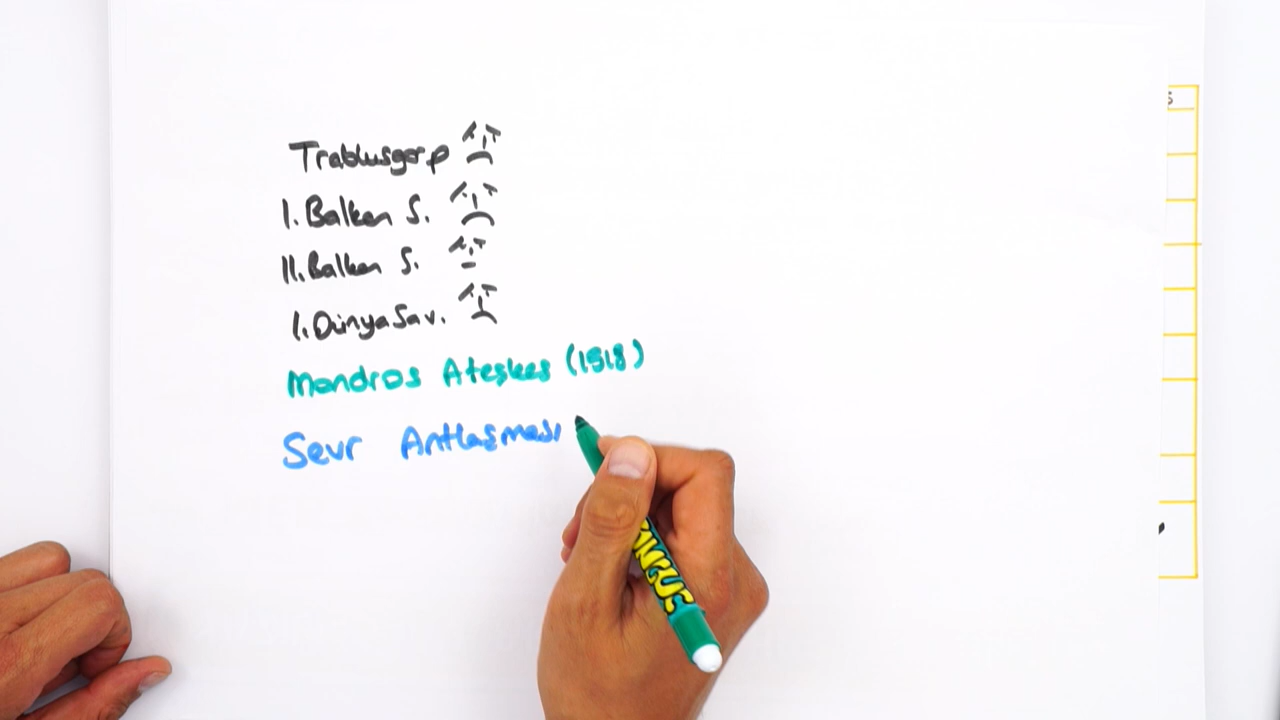 Trablusgarp
I. Balkan S.
II. Balkan S.
I. Dünya Sav.
Mondros Ateşkes (1918)
Sevr Antlaşması